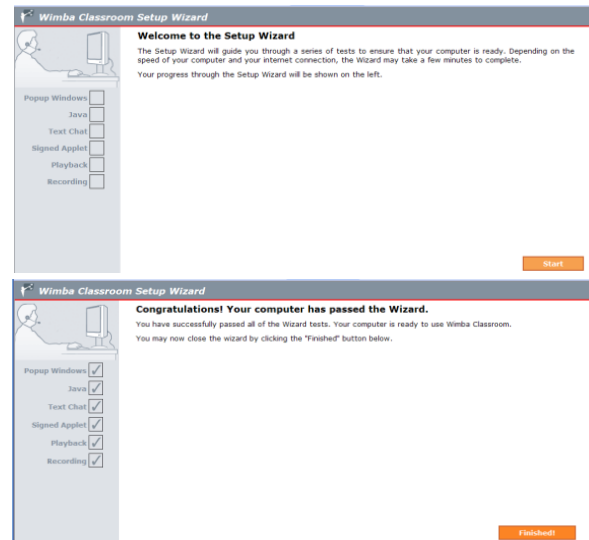 Wimba Classroom Setup Wizard
Welcome to the Setup Wizard
The Setup Wizard will guide you through a series of tests to ensure that your computer is ready. Depending on the
speed of your computer and your internet connection, the Wizard may take a few minutes to complete.
Your progress through the Setup Wizard will be shown on the left.
Popup Windows
Java
Text Chat
Signed Applet
Playback
Recording
Start
Wimba Classroom Setup Wizard
Congratulations! Your computer has passed the Wizard.
You have successfully passed all of the Wizard tests. Your computer is ready to use Wimba Classroom.
You may now close the wizard by clicking the "Finished" button below.
Popup Windows
Java
Text Chat
Signed Applet
Playback
Recording
Finished!